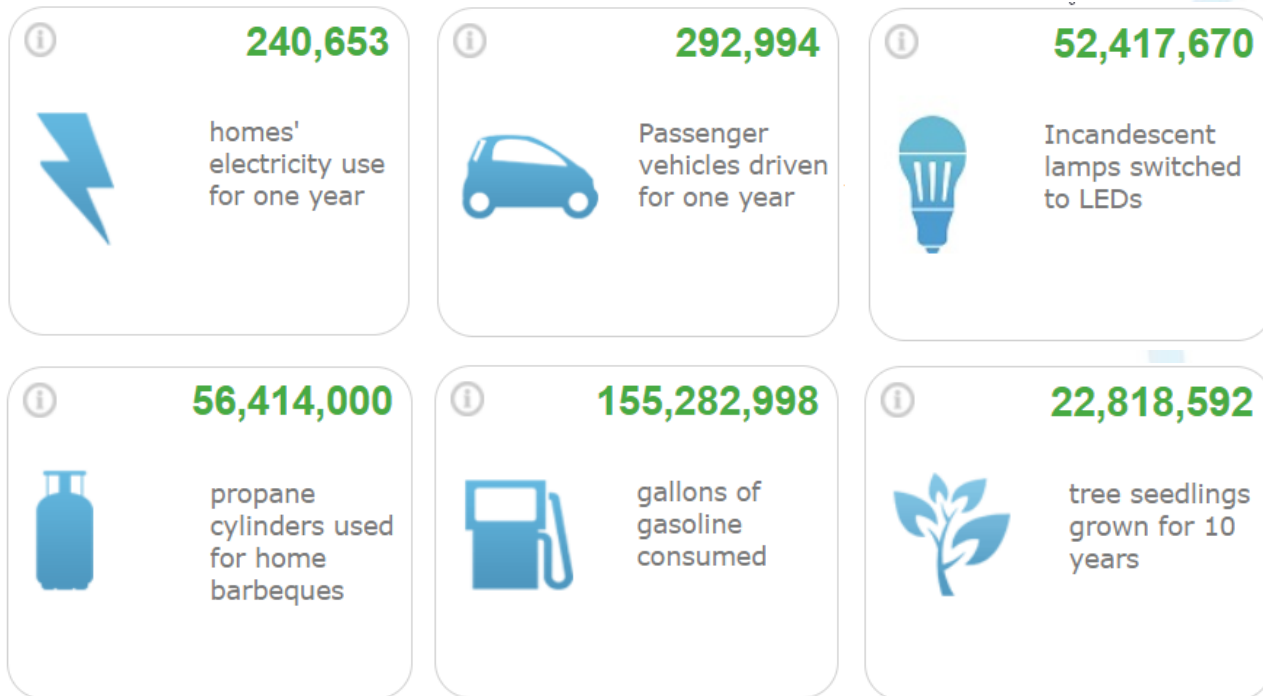 240,653
homes'
electricity use
for one year
292,994
Passenger
vehicles driven
for one year
52,417,670
Incandescent
lamps switched
to LEDs
56,414,000
propane
cylinders used
for home
barbeques
155,282,998
gallons of
gasoline
consumed
22,818,592
tree seedlings
grown for 10
years